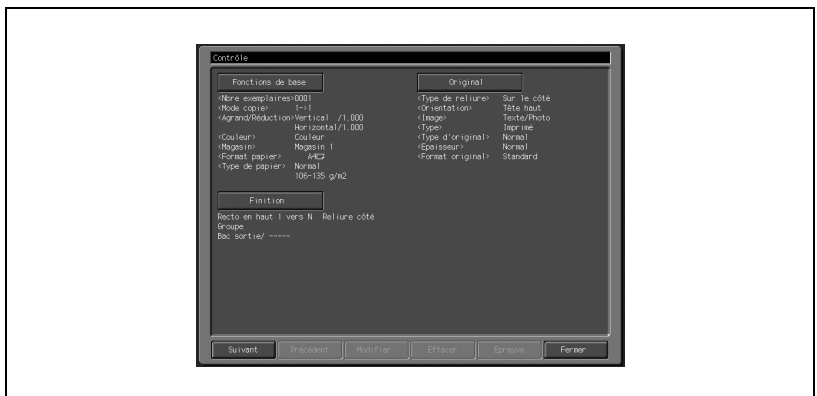 Contrôle
Fonctions de base
<Nbre exemplaires>0001
<Mode copie> 1->1
<Agrand/Réduction>Vertical /1.000
Horizontal/1.000
<Couleur> Couleur
<Magasin> Magasin 1
<Format papier> A4
<Type de papier> Normal
106-135 g/m2
Finition
Recto en haut 1 vers N Reliure côté
Groupe
Bac sortie/ -----
Original
<Type de reliure> Sur le côté
<Orientation> Tête haut
<Image> Texte/Photo
<Type> Imprimé
<Type d'original> Normal
<Epaisseur> Normal
<Format original> Standard
Suivant Précédent Modifier Effacer Epreuve Fermer